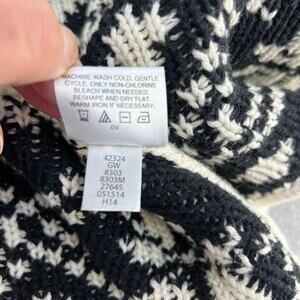 MACHINE WASH COLD, GENTLE
CYCLE, ONLY NON-CHLORINE
BLEACH WHEN NEEDED.
RESHAPE AND DRY FLAT.
WARM IRON IF NECESSARY.
OV
42324
GW
8303
8303M
27645
051514
H14